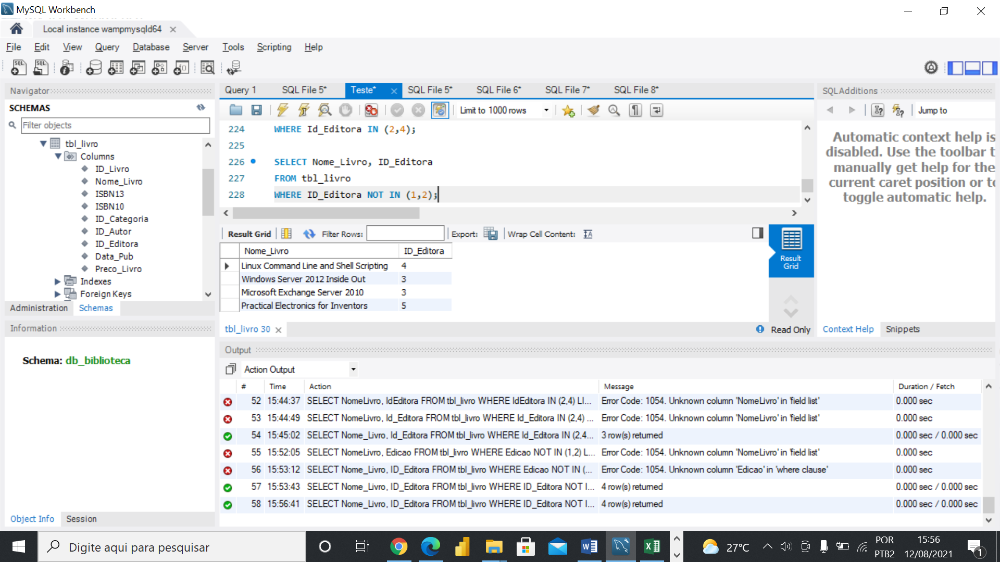 MySQL Workbench
Local instance wampmysqld64
File Edit View Query Database Server Tools Scripting Help
Navigator
SCHEMAS
Filter objects
tbl_livro
Columns
ID_Livro
Nome_Livro
ISBN13
ISBN10
ID_Categoria
ID_Autor
ID_Editora
Data_Pub
Preco_Livro
Indexes
Foreign Keys
Administration Schemas
Information
Schema: db_biblioteca
Object Info Session
Query 1 SQL File 5* Teste* SQL File 5* SQL File 6* SQL File 7* SQL File 8*
Limit to 1000 rows
224 WHERE Id_Editora IN (2,4);
225
226 SELECT Nome_Livro, ID_Editora
227 FROM tbl_livro
228 WHERE ID_Editora NOT IN (1,2);
Result Grid Filter Rows: Export: Wrap Cell Content:
Nome_Livro ID_Editora
Linux Command Line and Shell Scripting 4
Windows Server 2012 Inside Out 3
Microsoft Exchange Server 2010 3
Practical Electronics for Inventors 5
Result
Grid
tbl_livro 30
Read Only
SQLAdditions
Jump to
Automatic context help is
disabled. Use the toolbar t
manually get help for the
current caret position or to
toggle automatic help.
Context Help Snippets
Output
Action Output
# Time Action Message Duration / Fetch
52 15:44:37 SELECT NomeLivro, IdEditora FROM tbl_livro WHERE IdEditora IN (2,4) LI... Error Code: 1054. Unknown column 'NomeLivro' in 'field list' 0.000 sec
53 15:44:49 SELECT NomeLivro, Id_Editora FROM tbl_livro WHERE Id_Editora IN (2,4) ... Error Code: 1054. Unknown column 'NomeLivro' in 'field list' 0.000 sec
54 15:45:02 SELECT Nome_Livro, Id_Editora FROM tbl_livro WHERE Id_Editora IN (2,4... 3 row(s) returned 0.000 sec / 0.000 sec
55 15:52:05 SELECT NomeLivro, Edicao FROM tbl_livro WHERE Edicao NOT IN (1,2) L... Error Code: 1054. Unknown column 'NomeLivro' in 'field list' 0.000 sec
56 15:53:12 SELECT Nome_Livro, ID_Editora FROM tbl_livro WHERE Edicao NOT IN (... Error Code: 1054. Unknown column 'Edicao' in 'where clause' 0.000 sec
57 15:53:43 SELECT Nome_Livro, ID_Editora FROM tbl_livro WHERE ID_Editora NOT I... 4 row(s) returned 0.000 sec / 0.000 sec
58 15:56:41 SELECT Nome_Livro, ID_Editora FROM tbl_livro WHERE ID_Editora NOT I... 4 row(s) returned 0.000 sec / 0.000 sec
Digite aqui para pesquisar
27°C
POR
PTB2
15:56
12/08/2021
1